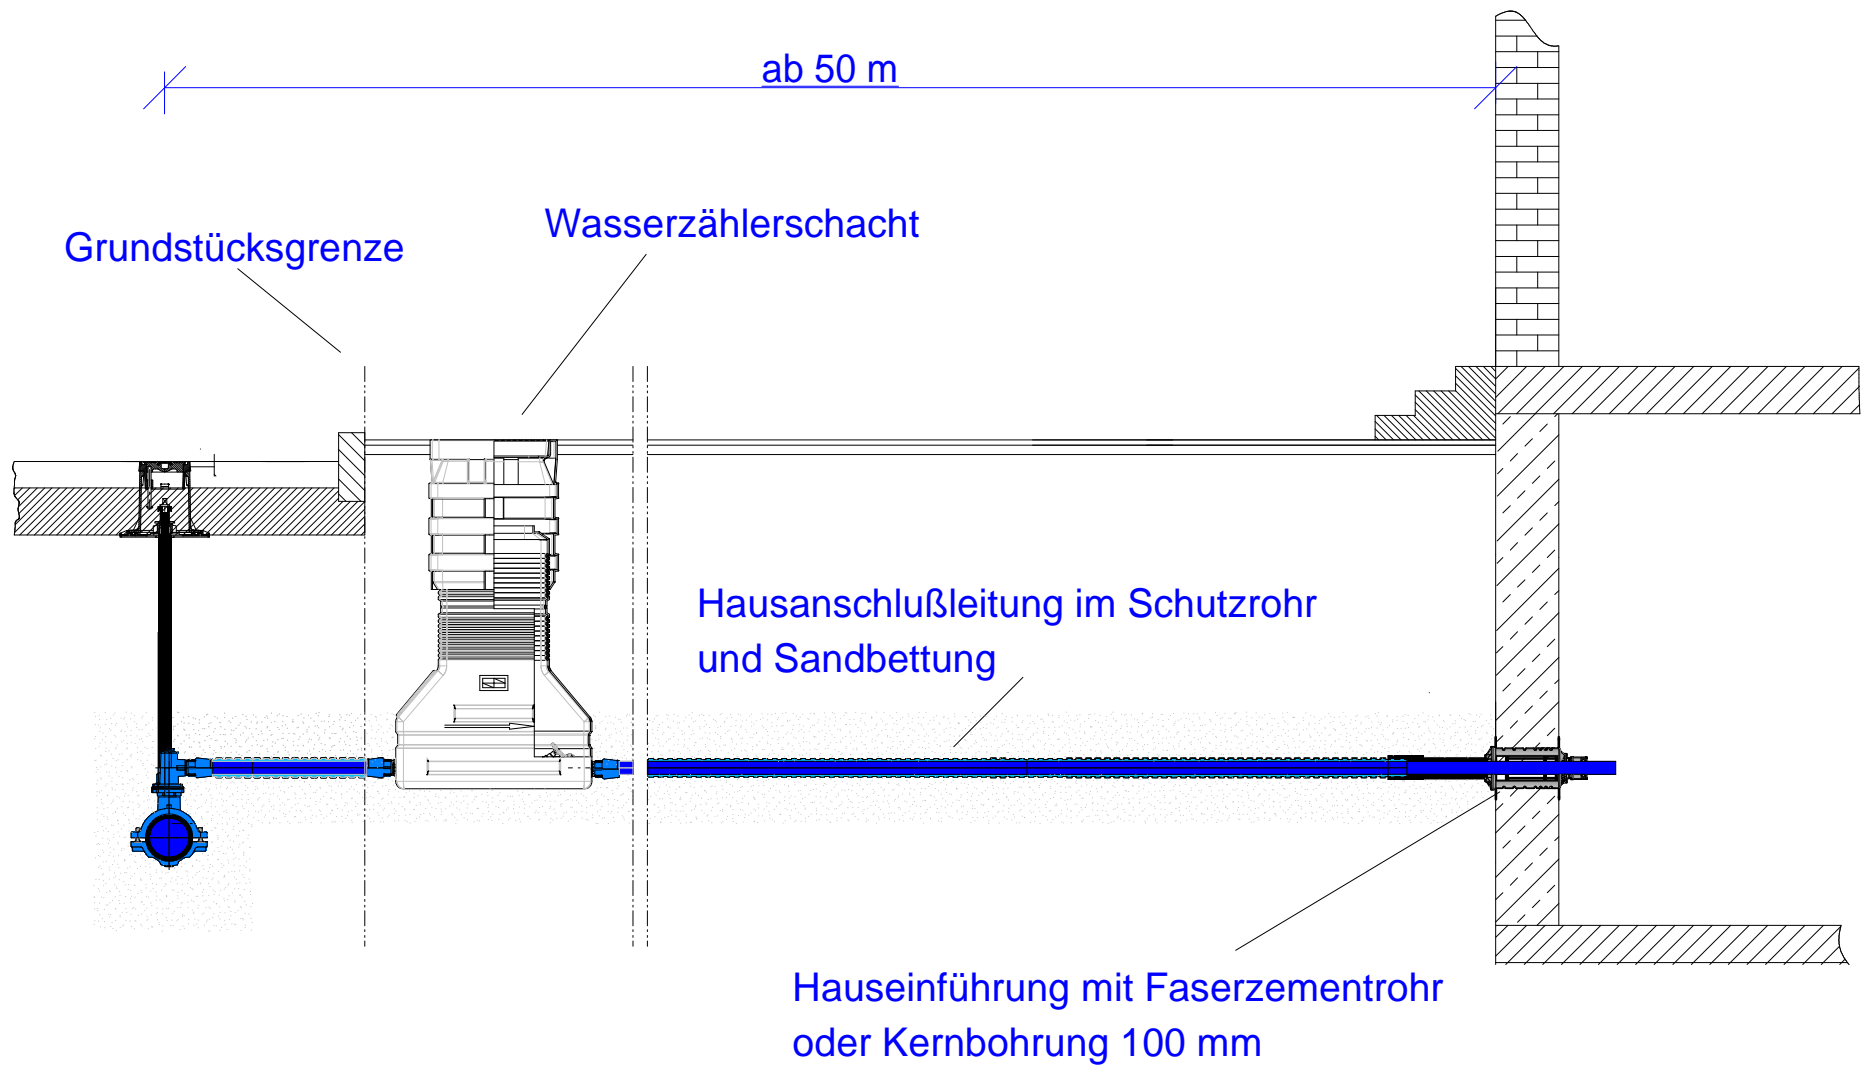 ab 50 m
Wasserzählerschacht
Grundstücksgrenze
Hausanschlußleitung im Schutzrohr
und Sandbettung
Hauseinführung mit Faserzementrohr
oder Kernbohrung 100 mm